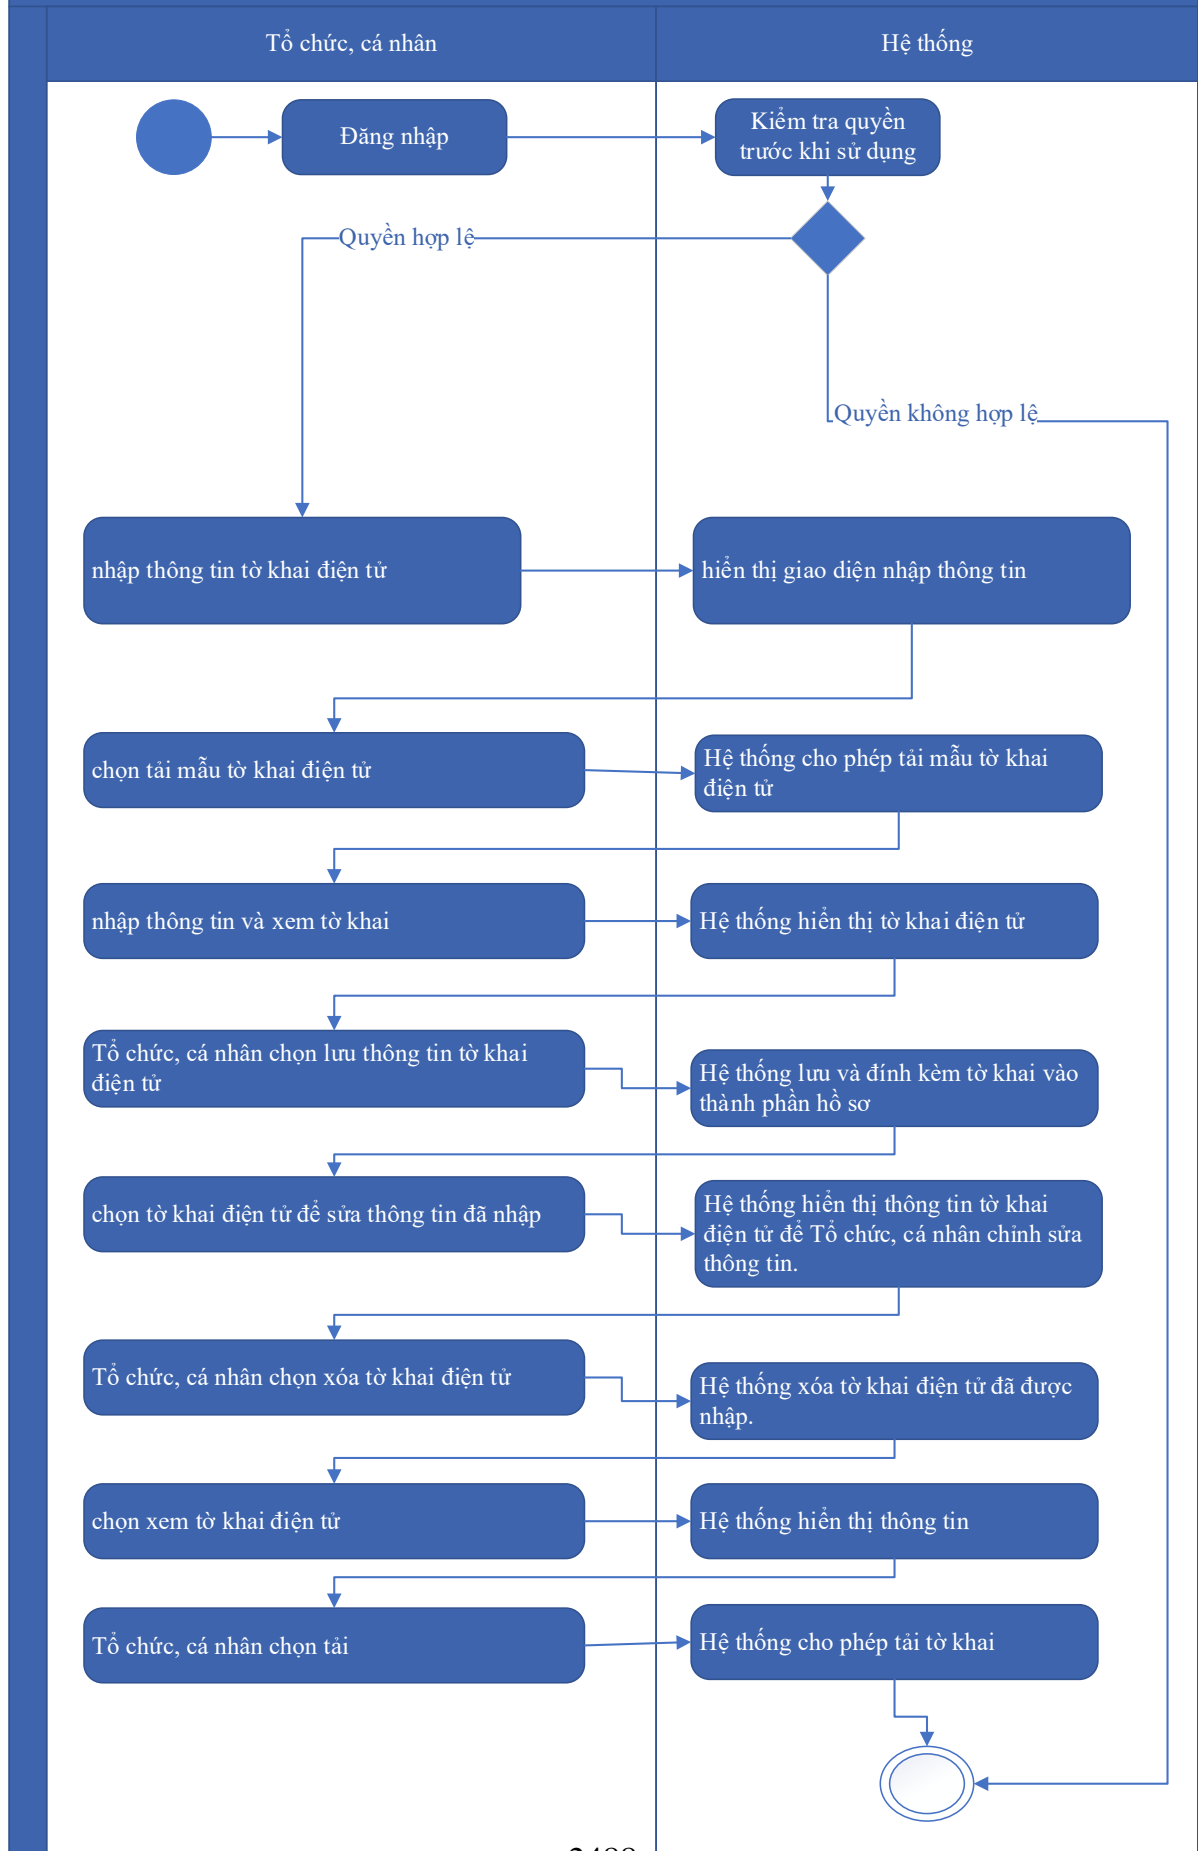 Tổ chức, cá nhân
Hệ thống
Đăng nhập
Kiểm tra quyền
trước khi sử dụng
Quyền hợp lệ
Quyền không hợp lệ
nhập thông tin tờ khai điện tử
hiển thị giao diện nhập thông tin
chọn tải mẫu tờ khai điện tử
Hệ thống cho phép tải mẫu tờ khai
điện tử
nhập thông tin và xem tờ khai
Hệ thống hiển thị tờ khai điện tử
Tổ chức, cá nhân chọn lưu thông tin tờ khai
điện tử
Hệ thống lưu và đính kèm tờ khai vào
thành phần hồ sơ
chọn tờ khai điện tử để sửa thông tin đã nhập
Hệ thống hiển thị thông tin tờ khai
điện tử để Tổ chức, cá nhân chỉnh sửa
thông tin.
Tổ chức, cá nhân chọn xóa tờ khai điện tử
Hệ thống xóa tờ khai điện tử đã được
nhập.
chọn xem tờ khai điện tử
Hệ thống hiển thị thông tin
Tổ chức, cá nhân chọn tải
Hệ thống cho phép tải tờ khai